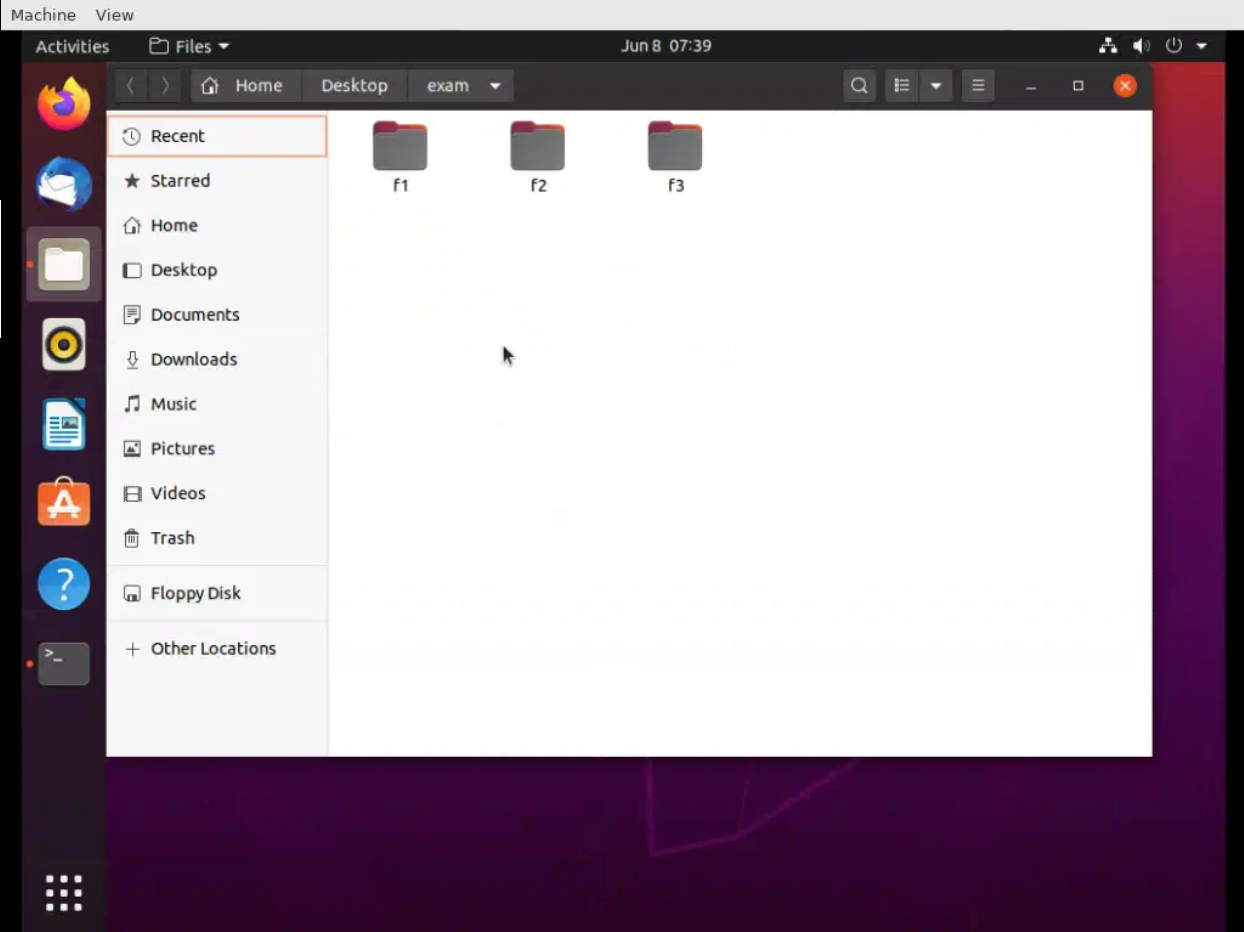 Machine View
Activities Files Jun 8 07:39
Home Desktop exam
Recent
Starred
Home
Desktop
Documents
Downloads
Music
Pictures
Videos
Trash
Floppy Disk
Other Locations
f1 f2 f3
>_
?